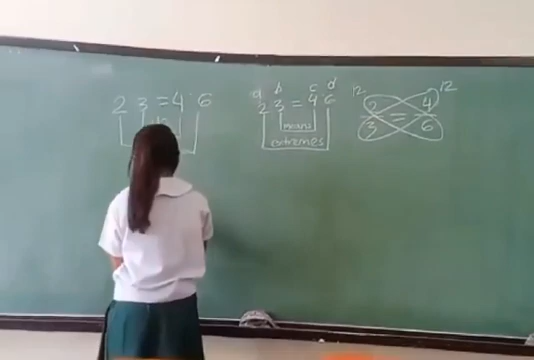 2 3 = 4 6
a b c d
2 3 = 4 6
means
extremes
12 12
2/3 = 4/6